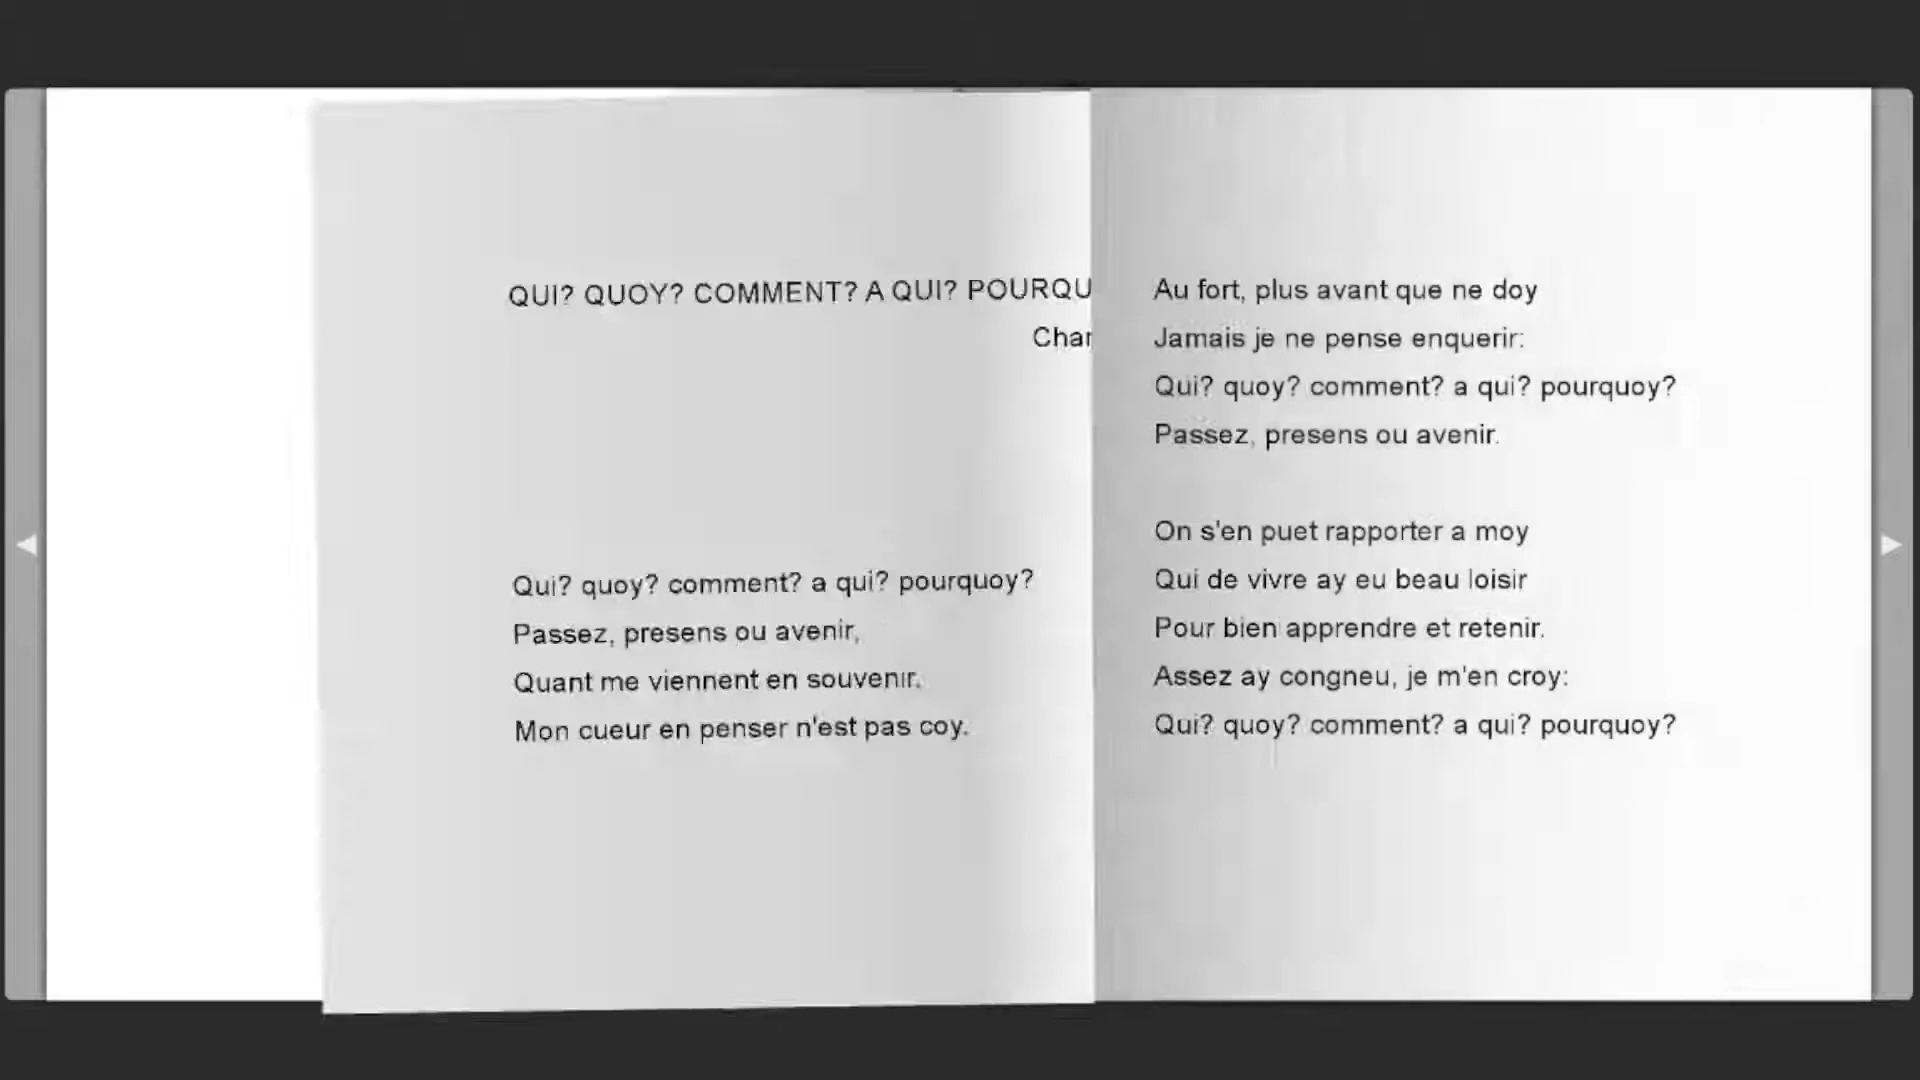 QUI? QUOY? COMMENT? A QUI? POURQU
Char
Qui? quoy? comment? a qui? pourquoy?
Passez, presens ou avenir,
Quant me viennent en souvenir,
Mon cueur en penser n'est pas coy.
Au fort, plus avant que ne doy
Jamais je ne pense enquerir:
Qui? quoy? comment? a qui? pourquoy?
Passez, presens ou avenir.
On s'en puet rapporter a moy
Qui de vivre ay eu beau loisir
Pour bien apprendre et retenir.
Assez ay congneu, je m'en croy:
Qui? quoy? comment? a qui? pourquoy?